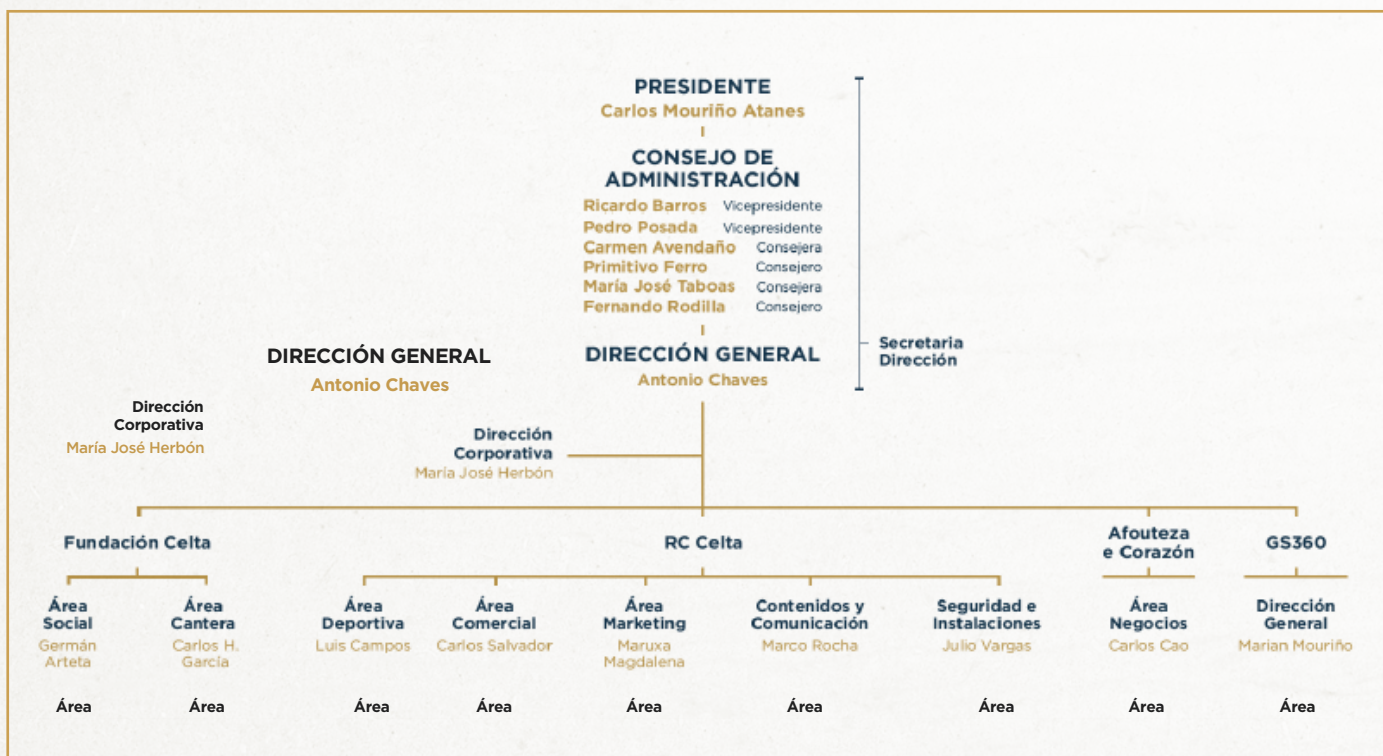 PRESIDENTE
Carlos Mouriño Atanes
CONSEJO DE
ADMINISTRACIÓN
Ricardo Barros Vicepresidente
Pedro Posada Vicepresidente
Carmen Avendaño Consejera
Primitivo Ferro Consejero
María José Taboas Consejera
Fernando Rodilla Consejero
DIRECCIÓN GENERAL
Antonio Chaves
Secretaria
Dirección
DIRECCIÓN GENERAL
Antonio Chaves
Dirección
Corporativa
María José Herbón
Dirección
Corporativa
María José Herbón
Fundación Celta
RC Celta
Afouteza
e Corazón
GS360
Área
Social
Germán
Arteta
Área
Cantera
Carlos H.
García
Área
Deportiva
Luis Campos
Área
Comercial
Carlos Salvador
Área
Marketing
Maruxa
Magdalena
Contenidos y
Comunicación
Marco Rocha
Seguridad e
Instalaciones
Julio Vargas
Área
Negocios
Carlos Cao
Dirección
General
Marian Mouriño
Área
Área
Área
Área
Área
Área
Área
Área
Área